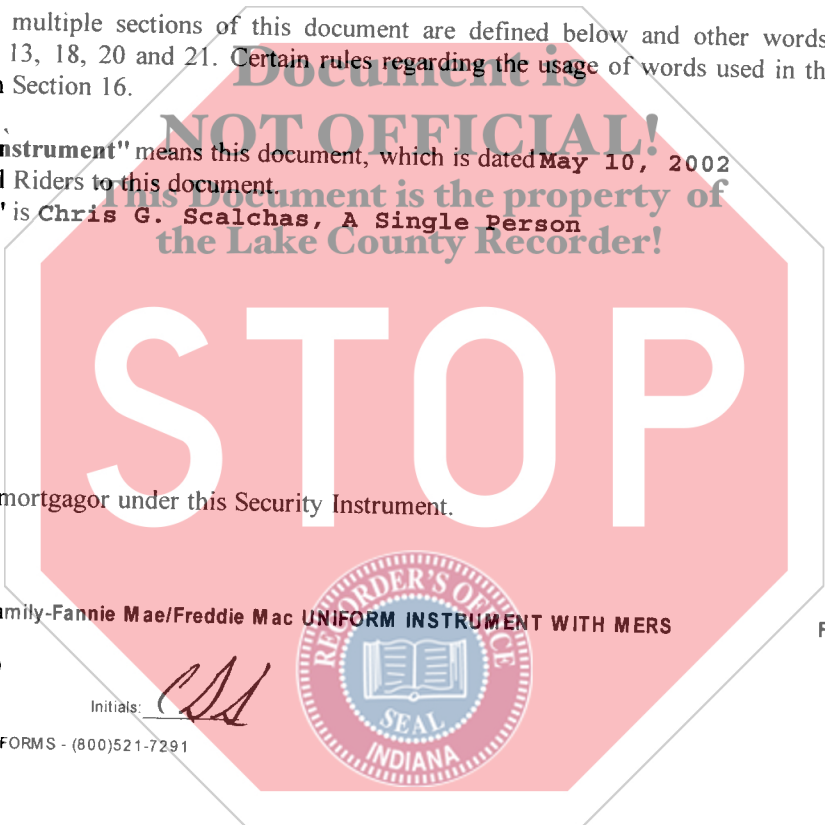 multiple sections of this document are defined below and other words
13, 18, 20 and 21. Certain rules regarding the usage of words used in th
Section 16.
Document is
NOT OFFICIAL!
nstrument" means this document, which is dated May 10, 2002
Riders to this document.
This Document is the property of
" is Chris G. Scalchas, A Single Person
the Lake County Recorder!
STOP
mortgagor under this Security Instrument.
mily-Fannie Mae/Freddie Mac UNIFORM INSTRUMENT WITH MERS
RECORDER'S OFFICE
SEAL
INDIANA
Initials:
FORMS - (800)521-7291